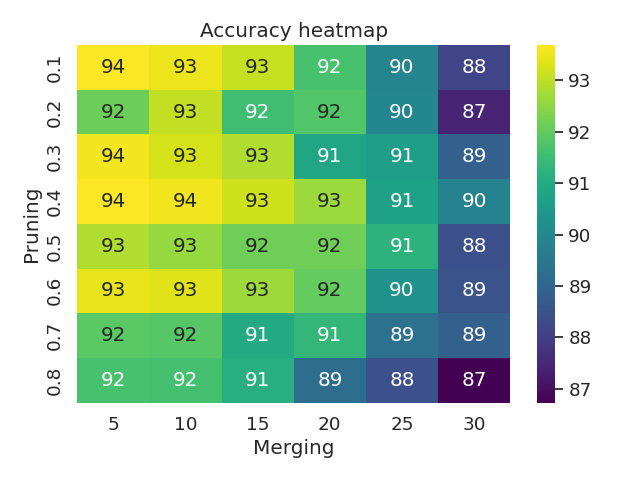 Accuracy heatmap
Pruning
0.1 94 93 93 92 90 88
0.2 92 93 92 92 90 87
0.3 94 93 93 91 91 89
0.4 94 94 93 93 91 90
0.5 93 93 92 92 91 88
0.6 93 93 93 92 90 89
0.7 92 92 91 91 89 89
0.8 92 92 91 89 88 87
5 10 15 20 25 30
Merging
93
92
91
90
89
88
87